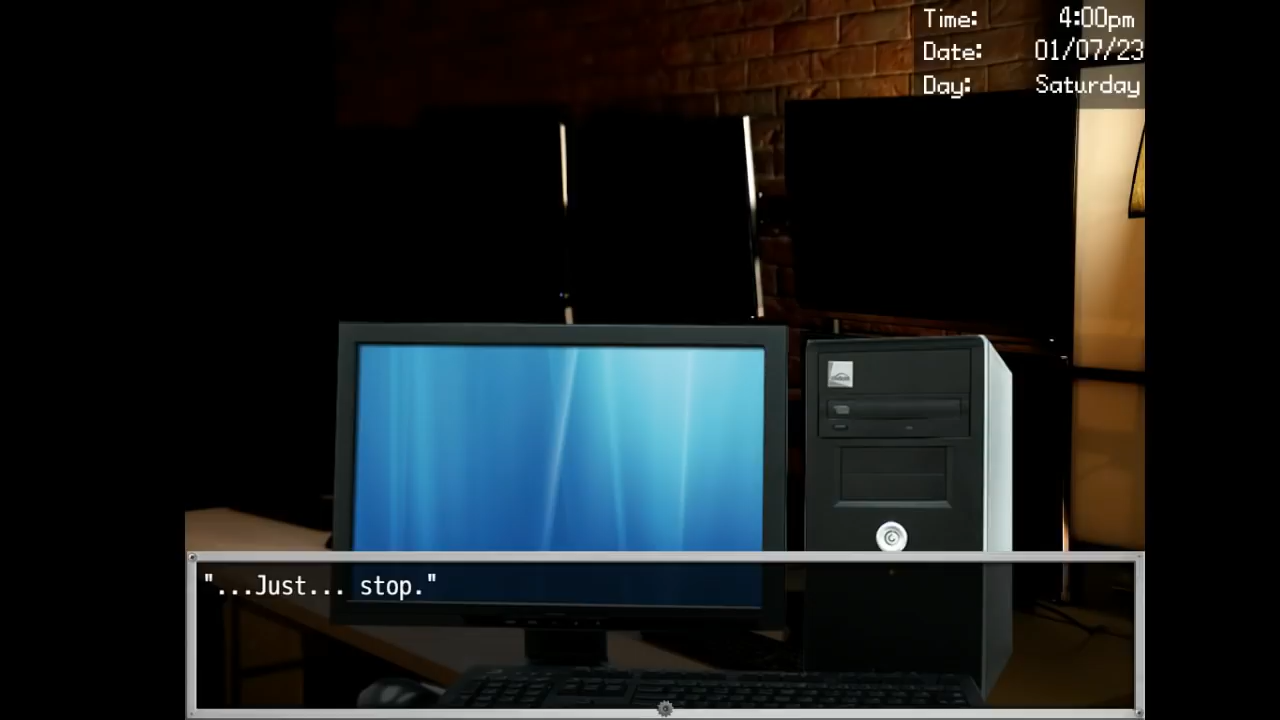 Time: 4:00pm
Date: 01/07/23
Day: Saturday
"...Just... stop."